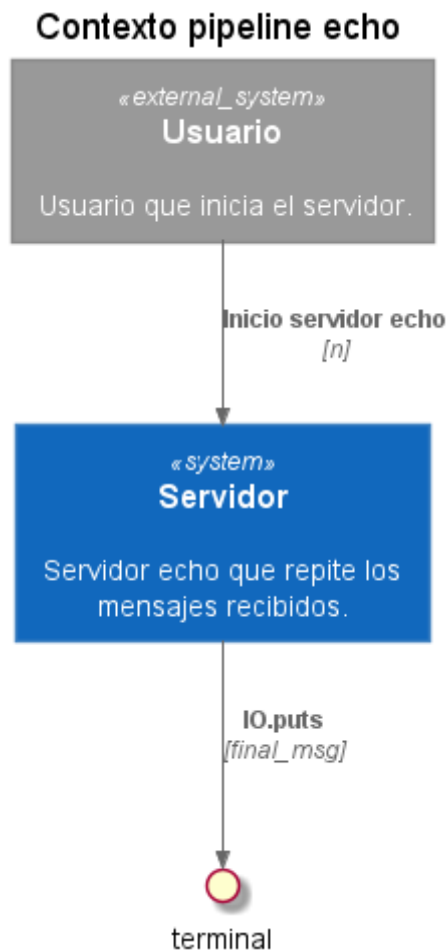 Contexto pipeline echo
«external_system»
Usuario
Usuario que inicia el servidor.
Inicio servidor echo
[n]
«system»
Servidor
Servidor echo que repite los
mensajes recibidos.
IO.puts
[final_msg]
terminal